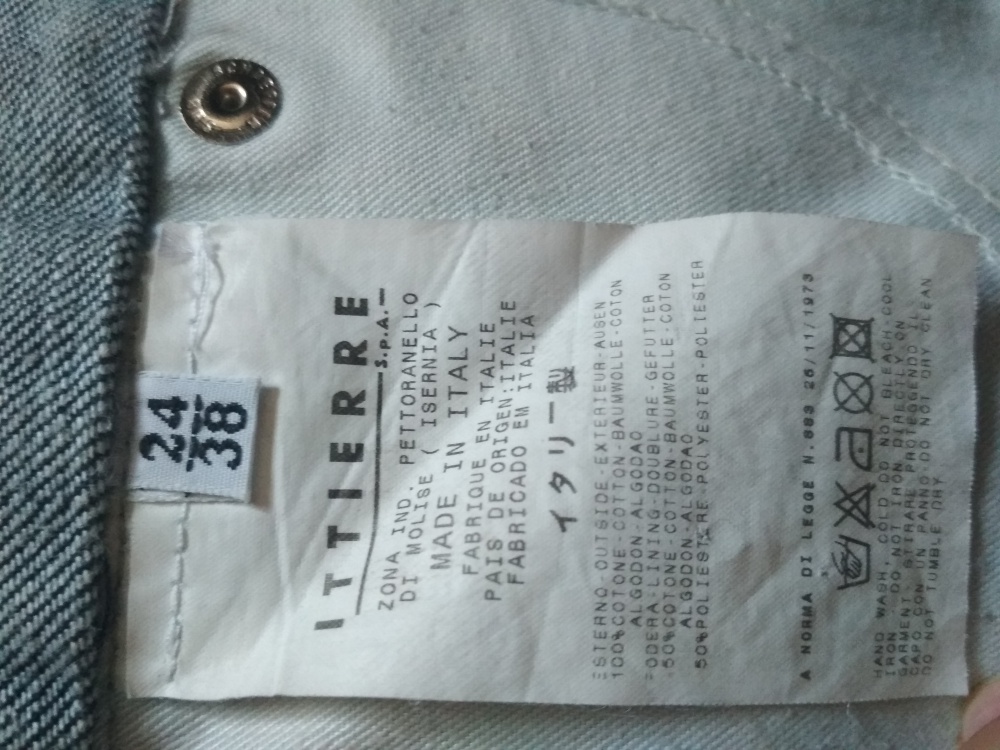 24
38
ITTIERRE
S.p.A.
ZONA IND. PETTORANELLO
DI MOLISE ( ISERNIA )
MADE IN ITALY
FABRIQUE EN ITALIE
PAIS DE ORIGEN:ITALIE
FABRICADO EM ITALIA
イタリー製
ESTERNO-OUTSIDE-EXTERIEUR-AUSEN
100%COTONE-COTTON-BAUMWOLLE-COTON
ALGODON-ALGODAO
FODERA-LINING-DOUBLURE-GEFUTTER
50%COTONE-COTTON-BAUMWOLLE-COTON
ALGODON-ALGODAO
50%POLIESTERE-POLYESTER-POLIESTER
A NORMA DI LEGGE N.883 26/11/1973
HAND WASH, COLD DO NOT BLEACH. COOL
IRON - DO NOT IRON DIRECTLY ON
GARMENT. STIRARE PROTEGGENDO IL
CAPO CON UN PANNO-DO NOT DRY CLEAN
DO NOT TUMBLE DRY.